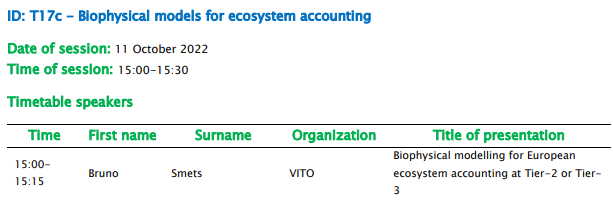 ID: T17c - Biophysical models for ecosystem accounting
Date of session: 11 October 2022
Time of session: 15:00-15:30
Timetable speakers
Time First name Surname Organization Title of presentation
15:00-
15:15 Bruno Smets VITO Biophysical modelling for European
ecosystem accounting at Tier-2 or Tier-
3